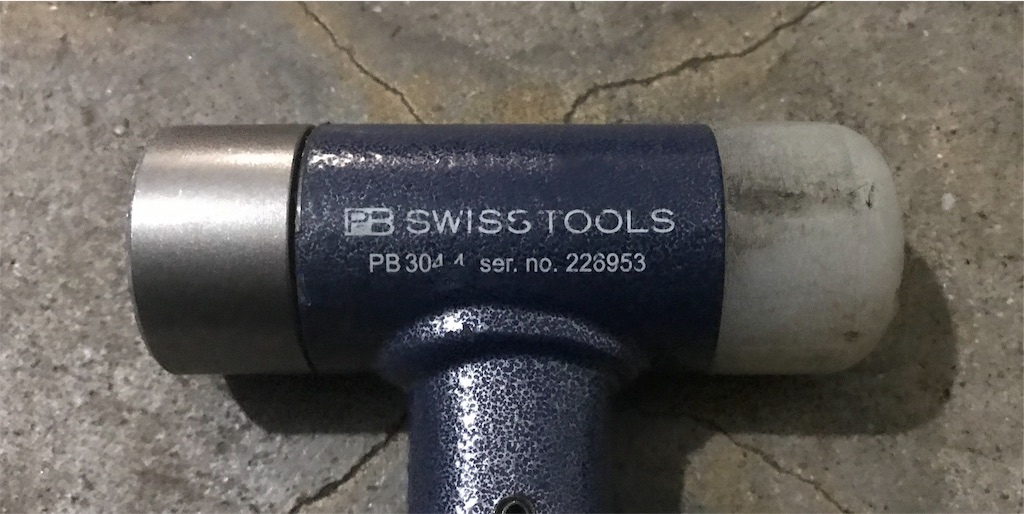 PB SWISS TOOLS
PB 304.4 ser. no. 226953